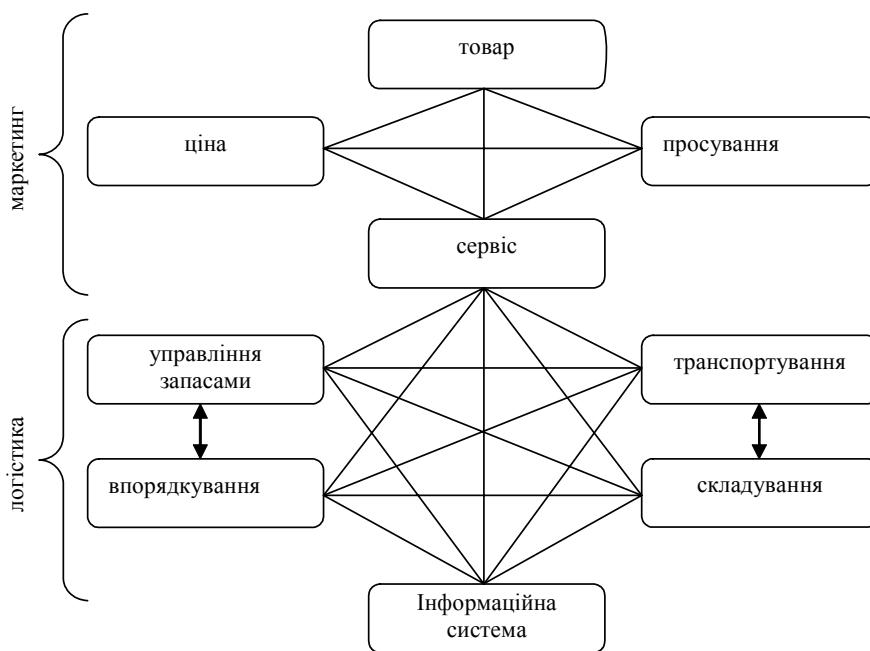 маркетинг
товар
ціна
просування
сервіс
логістика
управління
запасами
транспортування
впорядкування
складування
Інформаційна
система